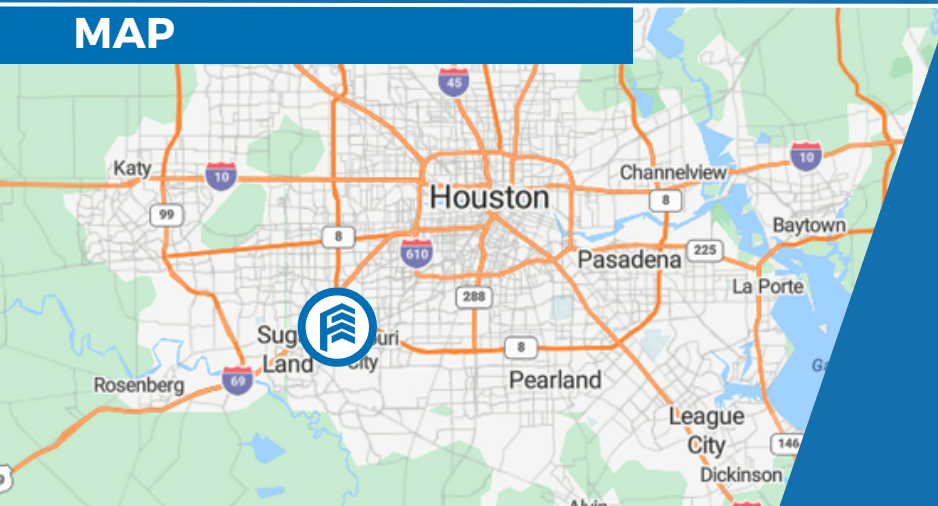 MAP
45
Katy
10
Channelview
10
99
Houston
8
Baytown
8
610
Pasadena
225
La Porte
288
Sug
uri
Land
City
8
Rosenberg
69
Pearland
League
City
146
Dickinson
Alvin